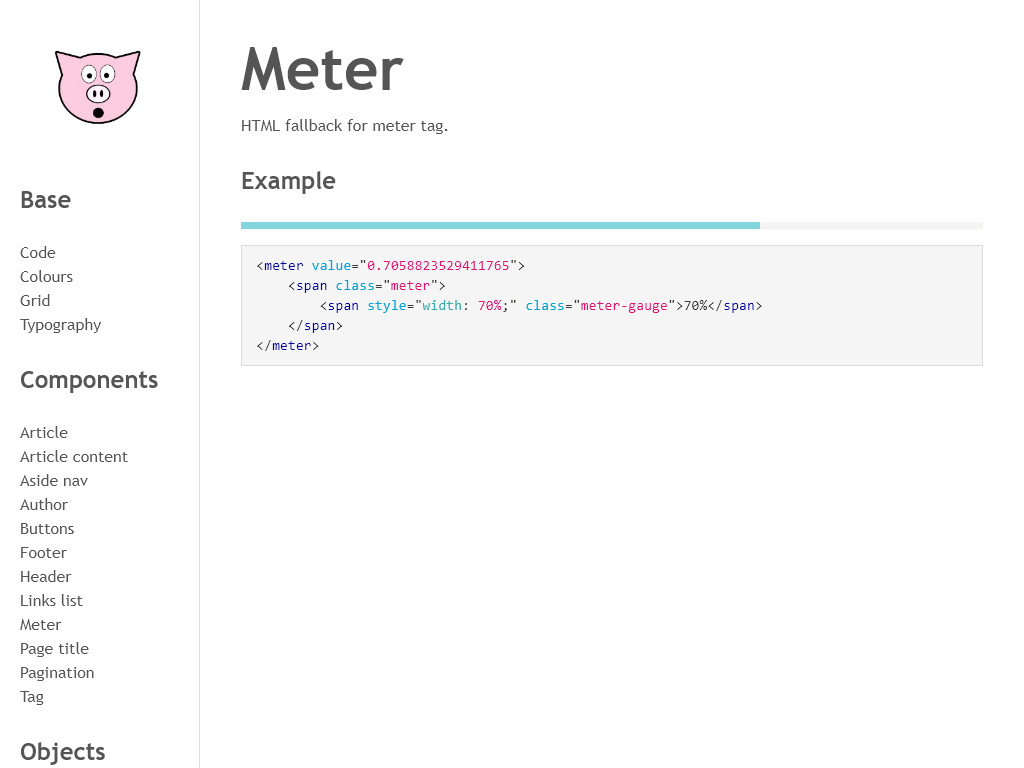 Base
Code
Colours
Grid
Typography
Components
Article
Article content
Aside nav
Author
Buttons
Footer
Header
Links list
Meter
Page title
Pagination
Tag
Objects
Meter
HTML fallback for meter tag.
Example
<meter value="0.7058823529411765">
    <span class="meter">
        <span style="width: 70%;" class="meter-gauge">70%</span>
    </span>
</meter>